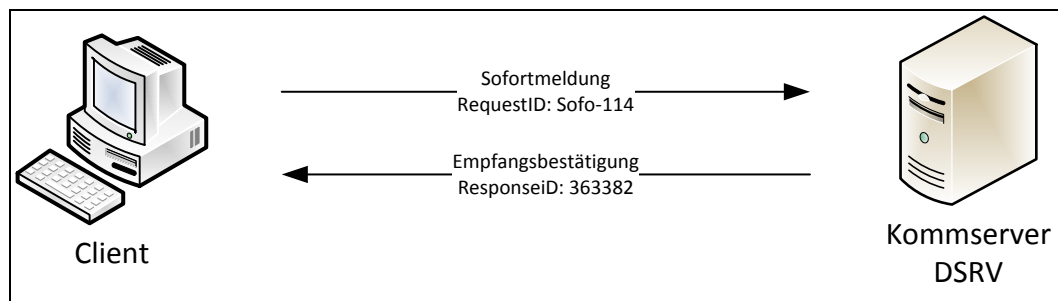 Sofortmeldung
RequestID: Sofo-114
Empfangsbestätigung
ResponseiD: 363382
Client
Kommserver
DSRV